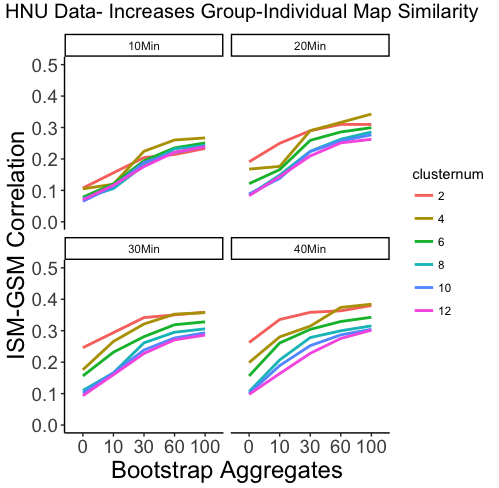 HNU Data- Increases Group-Individual Map Similarity
10Min
20Min
0.5
0.4
0.3
0.2
0.1
0.0
30Min
40Min
0.5
0.4
0.3
0.2
0.1
0.0
0 10 30 60 100
0 10 30 60 100
ISM-GSM Correlation
Bootstrap Aggregates
clusternum
2
4
6
8
10
12